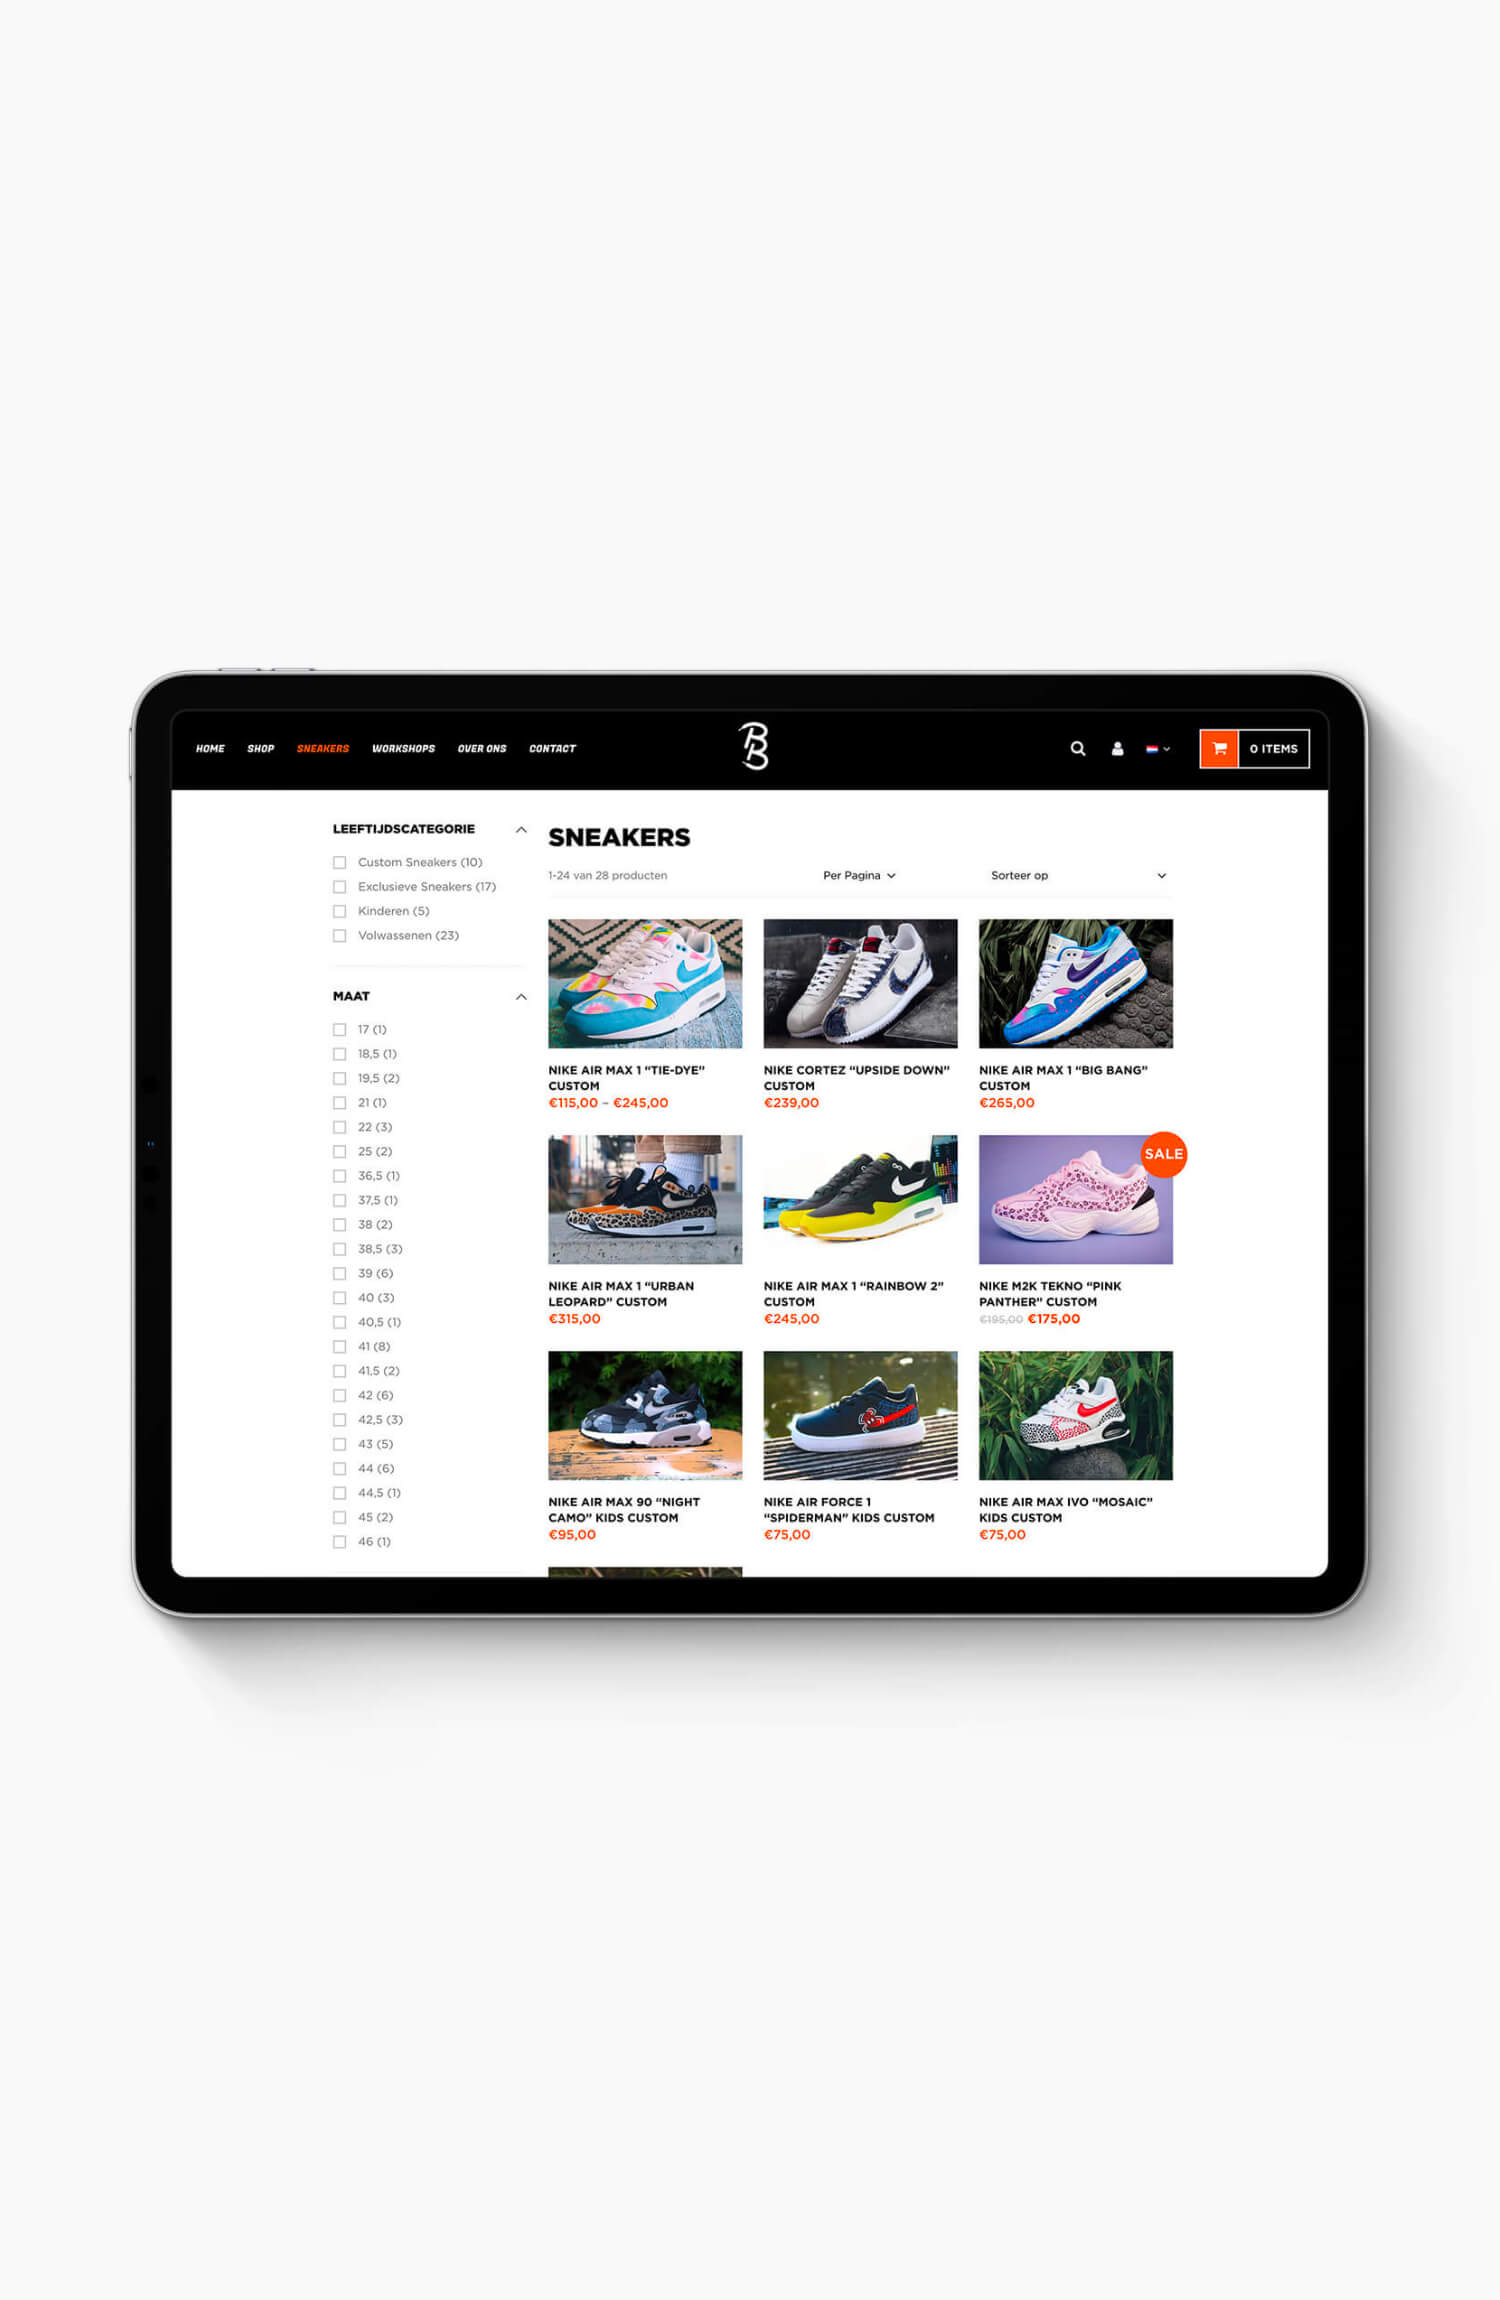 HOME SHOP SNEAKERS WORKSHOPS OVER ONS CONTACT
BB
0 ITEMS
LEEFTIJDSCATEGORIE
Custom Sneakers (10)
Exclusieve Sneakers (17)
Kinderen (5)
Volwassenen (23)
MAAT
17 (1)
18,5 (1)
19,5 (2)
21 (1)
22 (3)
25 (2)
36,5 (1)
37,5 (1)
38 (2)
38,5 (3)
39 (6)
40 (3)
40,5 (1)
41 (8)
41,5 (2)
42 (6)
42,5 (3)
43 (5)
44 (6)
44,5 (1)
45 (2)
46 (1)
SNEAKERS
1-24 van 28 producten
Per Pagina
Sorteer op
NIKE AIR MAX 1 “TIE-DYE”
CUSTOM
€115,00 – €245,00
NIKE CORTEZ “UPSIDE DOWN”
CUSTOM
€239,00
NIKE AIR MAX 1 “BIG BANG”
CUSTOM
€265,00
NIKE AIR MAX 1 “URBAN
LEOPARD” CUSTOM
€315,00
NIKE AIR MAX 1 “RAINBOW 2”
CUSTOM
€245,00
SALE
NIKE M2K TEKNO “PINK
PANTHER” CUSTOM
€195,00 €175,00
NIKE AIR MAX 90 “NIGHT
CAMO” KIDS CUSTOM
€95,00
NIKE AIR FORCE 1
“SPIDERMAN” KIDS CUSTOM
€75,00
NIKE AIR MAX IVO “MOSAIC”
KIDS CUSTOM
€75,00